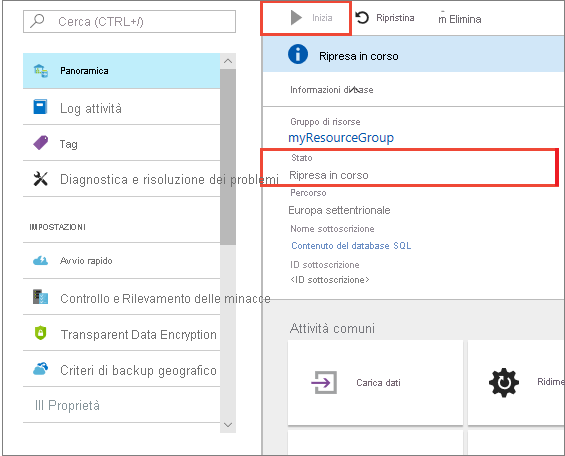 Cerca (CTRL+/)
Panoramica
Log attività
Tag
Diagnostica e risoluzione dei problemi
IMPOSTAZIONI
Avvio rapido
Controllo e Rilevamento delle minacce
Transparent Data Encryption
Criteri di backup geografico
III Proprietà
Inizia
Ripristina
Elimina
Ripresa in corso
Informazioni di base
Gruppo di risorse
myResourceGroup
Stato
Ripresa in corso
Percorso
Europa settentrionale
Nome sottoscrizione
Contenuto del database SQL
ID sottoscrizione
<ID sottoscrizione>
Attività comuni
Carica dati
Ridime